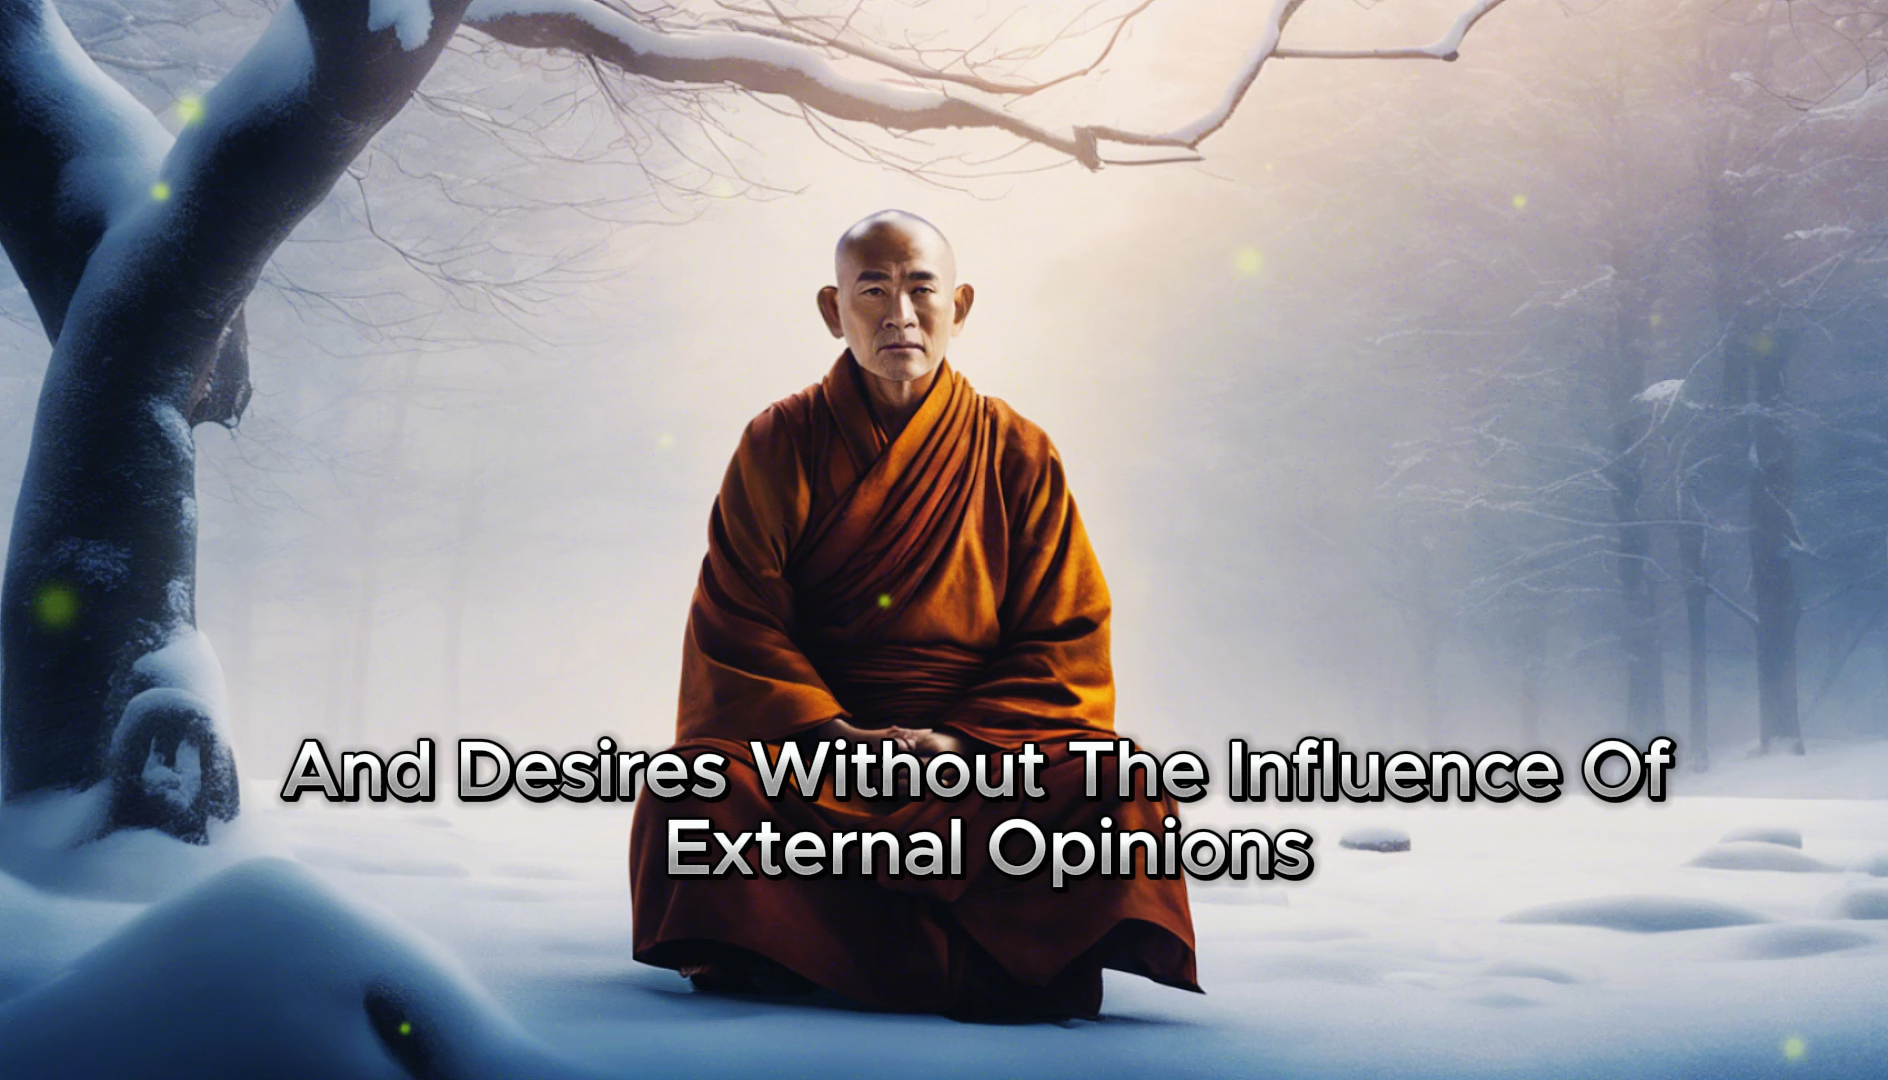 And Desires Without The Influence Of
External Opinions